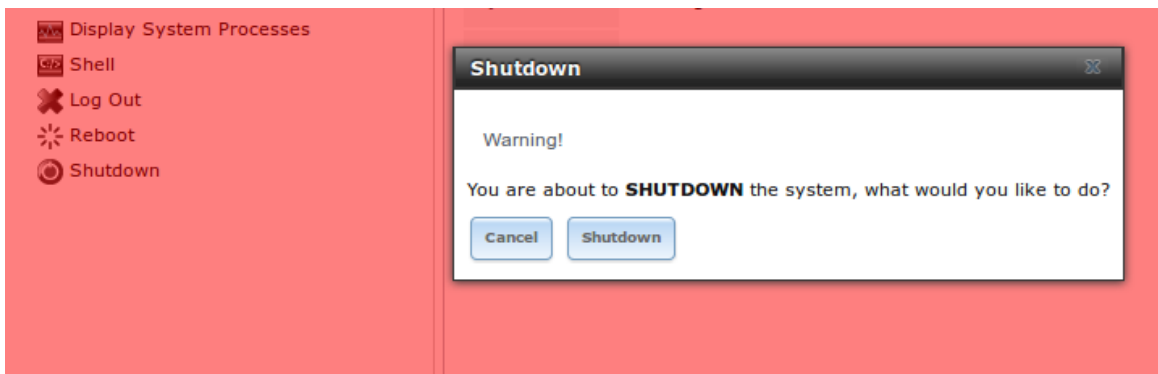 Display System Processes
Shell
Log Out
Reboot
Shutdown
Shutdown
Warning!
You are about to SHUTDOWN the system, what would you like to do?
Cancel
Shutdown